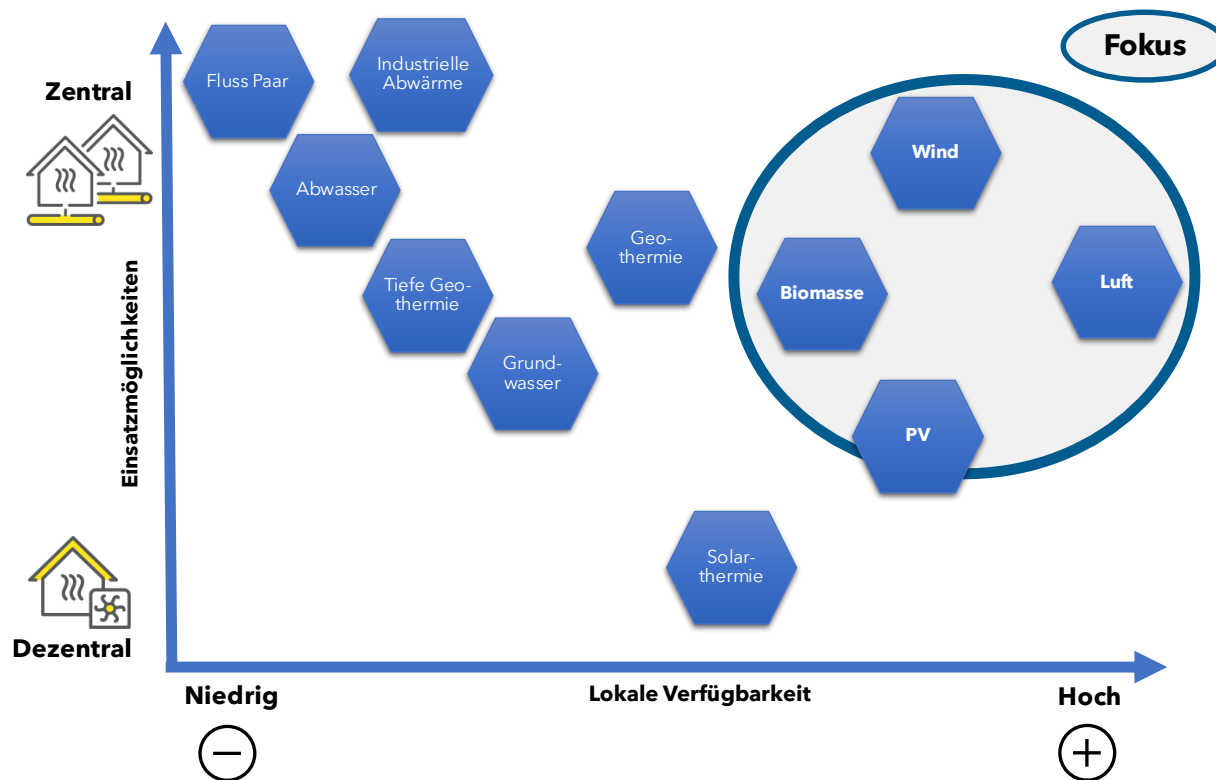 Fokus
Zentral
Fluss Paar
Industrielle
Abwärme
Wind
Abwasser
Geo-
thermie
Luft
Biomasse
Tiefe Geo-
thermie
Grund-
wasser
Einsatzmöglichkeiten
PV
Solar-
thermie
Dezentral
Niedrig
Lokale Verfügbarkeit
Hoch